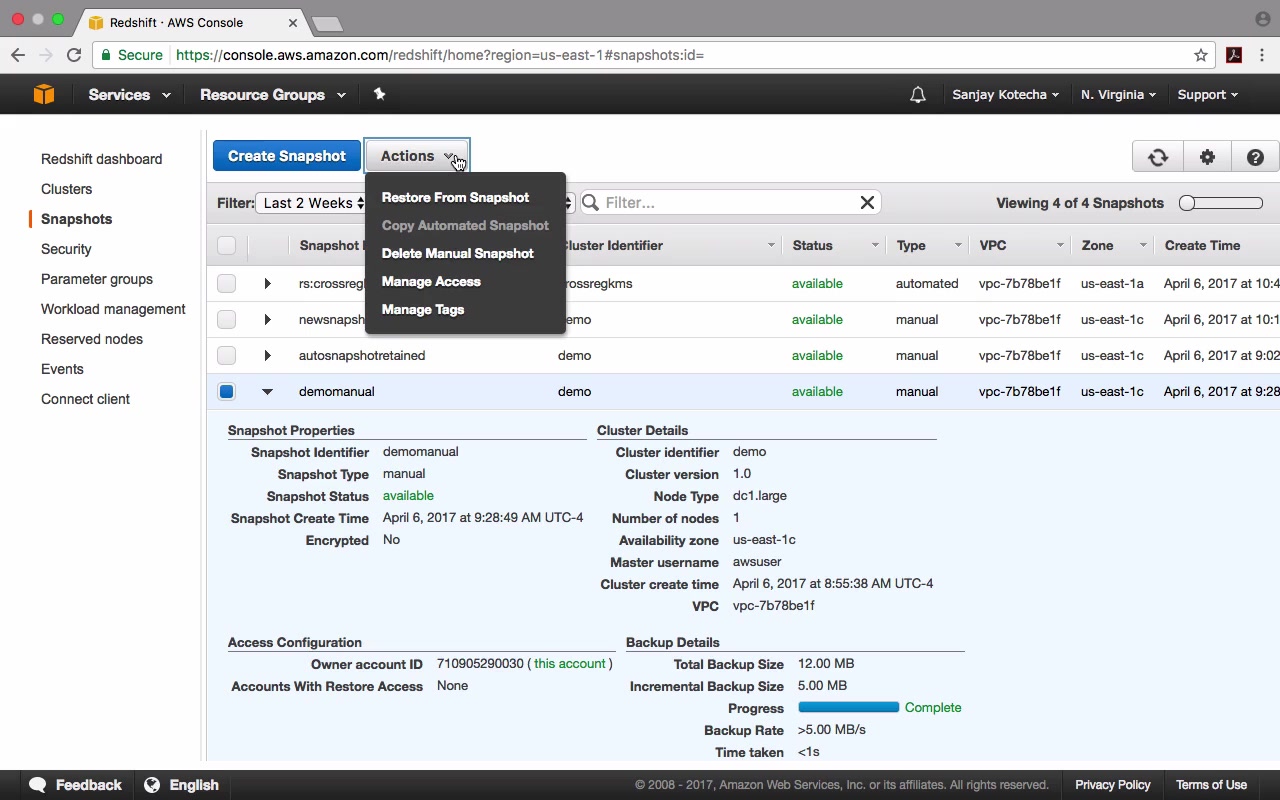 Redshift · AWS Console
Secure https://console.aws.amazon.com/redshift/home?region=us-east-1#snapshots:id=
Services Resource Groups Sanjay Kotecha N. Virginia Support
Redshift dashboard
Clusters
Snapshots
Security
Parameter groups
Workload management
Reserved nodes
Events
Connect client
Create Snapshot Actions
Restore From Snapshot
Copy Automated Snapshot
Delete Manual Snapshot
Manage Access
Manage Tags
Filter: Last 2 Weeks Filter... Viewing 4 of 4 Snapshots
Snapshot Cluster Identifier Status Type VPC Zone Create Time
rs:crossreg rossregkms available automated vpc-7b78be1f us-east-1a April 6, 2017 at 10:4
newsnapsh emo available manual vpc-7b78be1f us-east-1c April 6, 2017 at 10:1
autosnapshotretained demo available manual vpc-7b78be1f us-east-1c April 6, 2017 at 9:02
demomanual demo available manual vpc-7b78be1f us-east-1c April 6, 2017 at 9:28
Snapshot Properties
Snapshot Identifier demomanual
Snapshot Type manual
Snapshot Status available
Snapshot Create Time April 6, 2017 at 9:28:49 AM UTC-4
Encrypted No
Cluster Details
Cluster identifier demo
Cluster version 1.0
Node Type dc1.large
Number of nodes 1
Availability zone us-east-1c
Master username awsuser
Cluster create time April 6, 2017 at 8:55:38 AM UTC-4
VPC vpc-7b78be1f
Access Configuration
Owner account ID 710905290030 ( this account )
Accounts With Restore Access None
Backup Details
Total Backup Size 12.00 MB
Incremental Backup Size 5.00 MB
Progress Complete
Backup Rate >5.00 MB/s
Time taken <1s
Feedback English © 2008 - 2017, Amazon Web Services, Inc. or its affiliates. All rights reserved. Privacy Policy Terms of Use